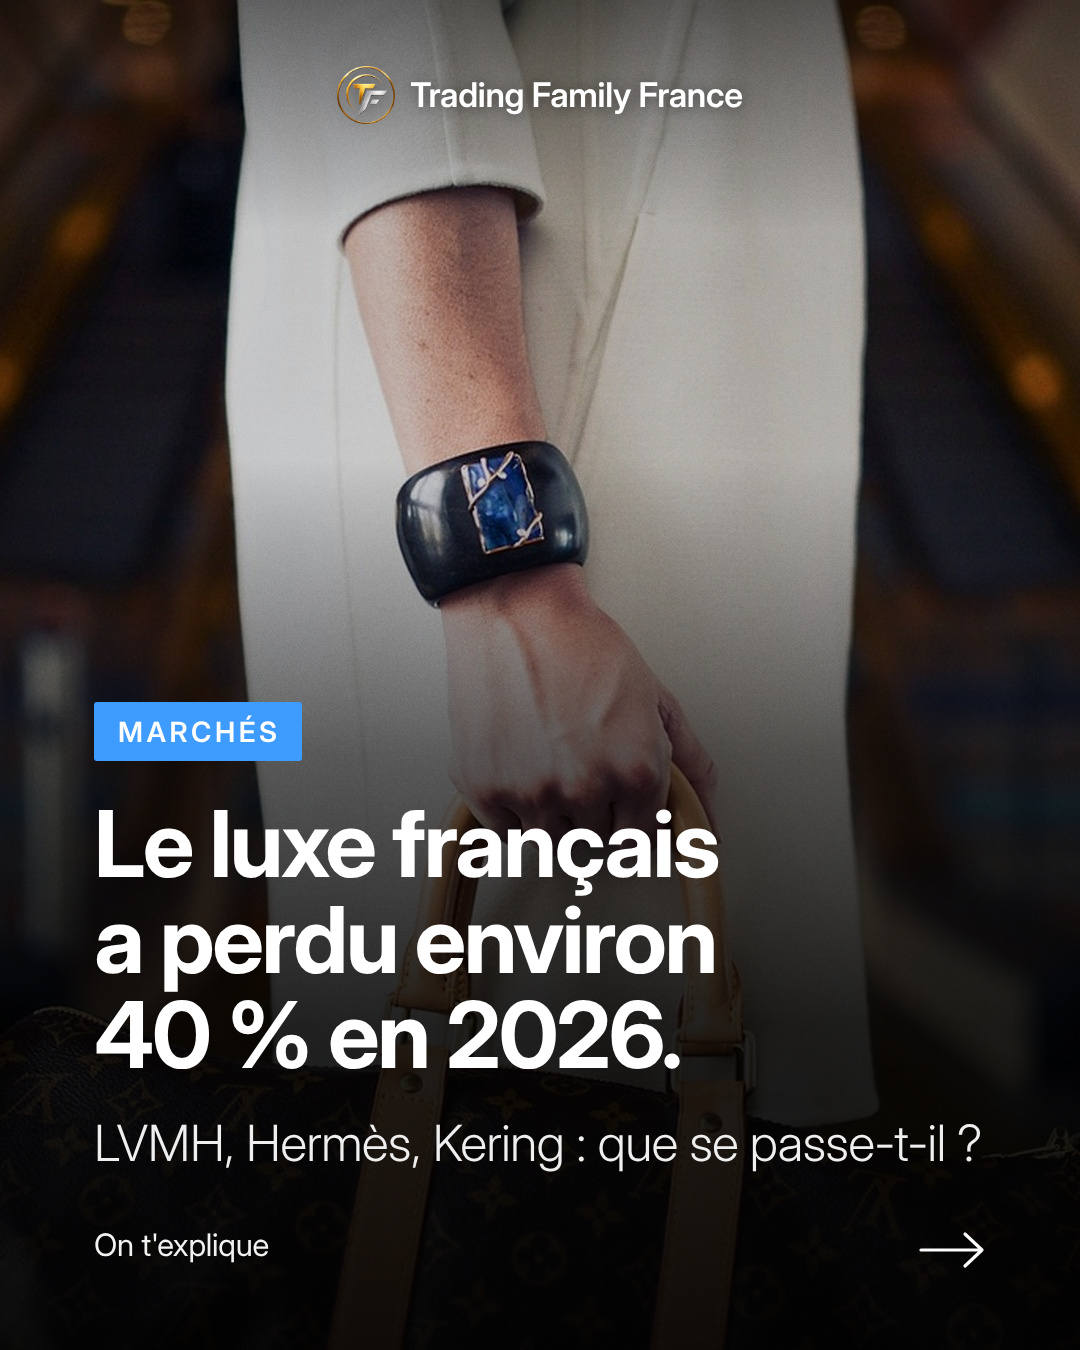 Trading Family France
MARCHÉS
Le luxe français
a perdu environ
40 % en 2026.
LVMH, Hermès, Kering : que se passe-t-il ?
On t'explique